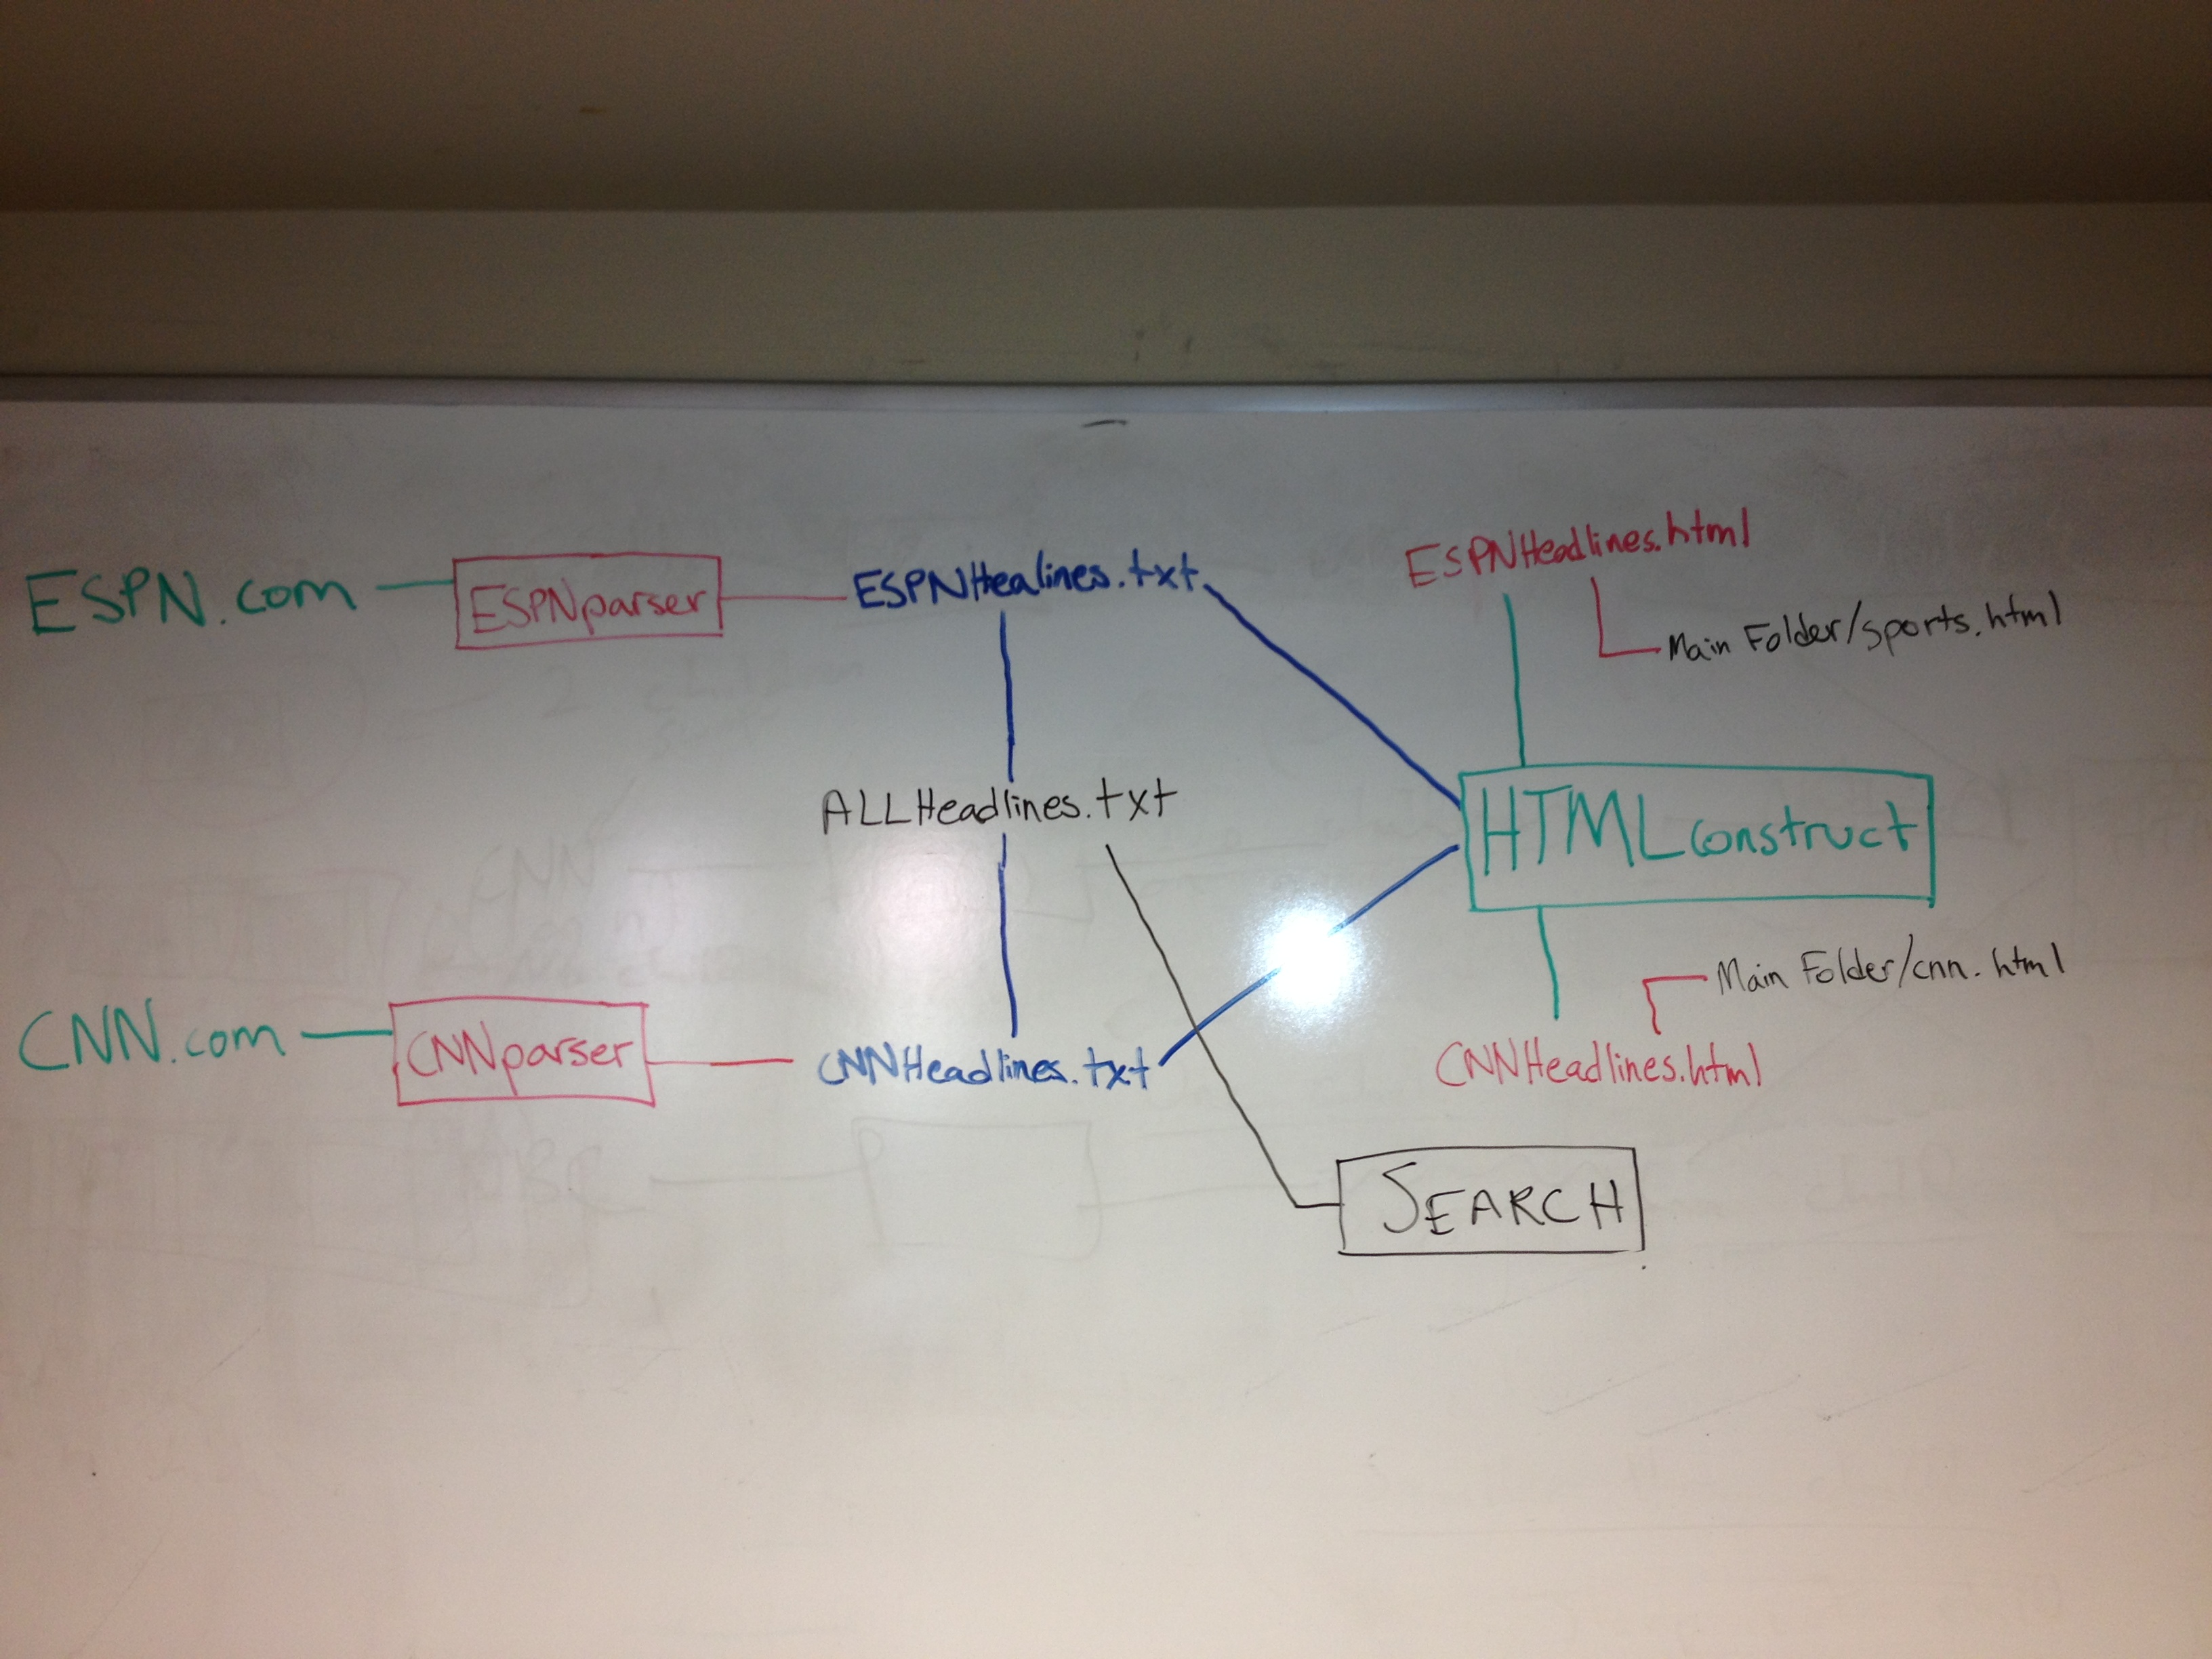 ESPN.com
ESPNparser
ESPNHealines.txt
ESPNHeadlines.html
Main Folder/sports.html
ALLHeadlines.txt
HTMLconstruct
CNN.com
CNNparser
CNNHeadlines.txt
Main Folder/cnn.html
CNNHeadlines.html
SEARCH
CNN